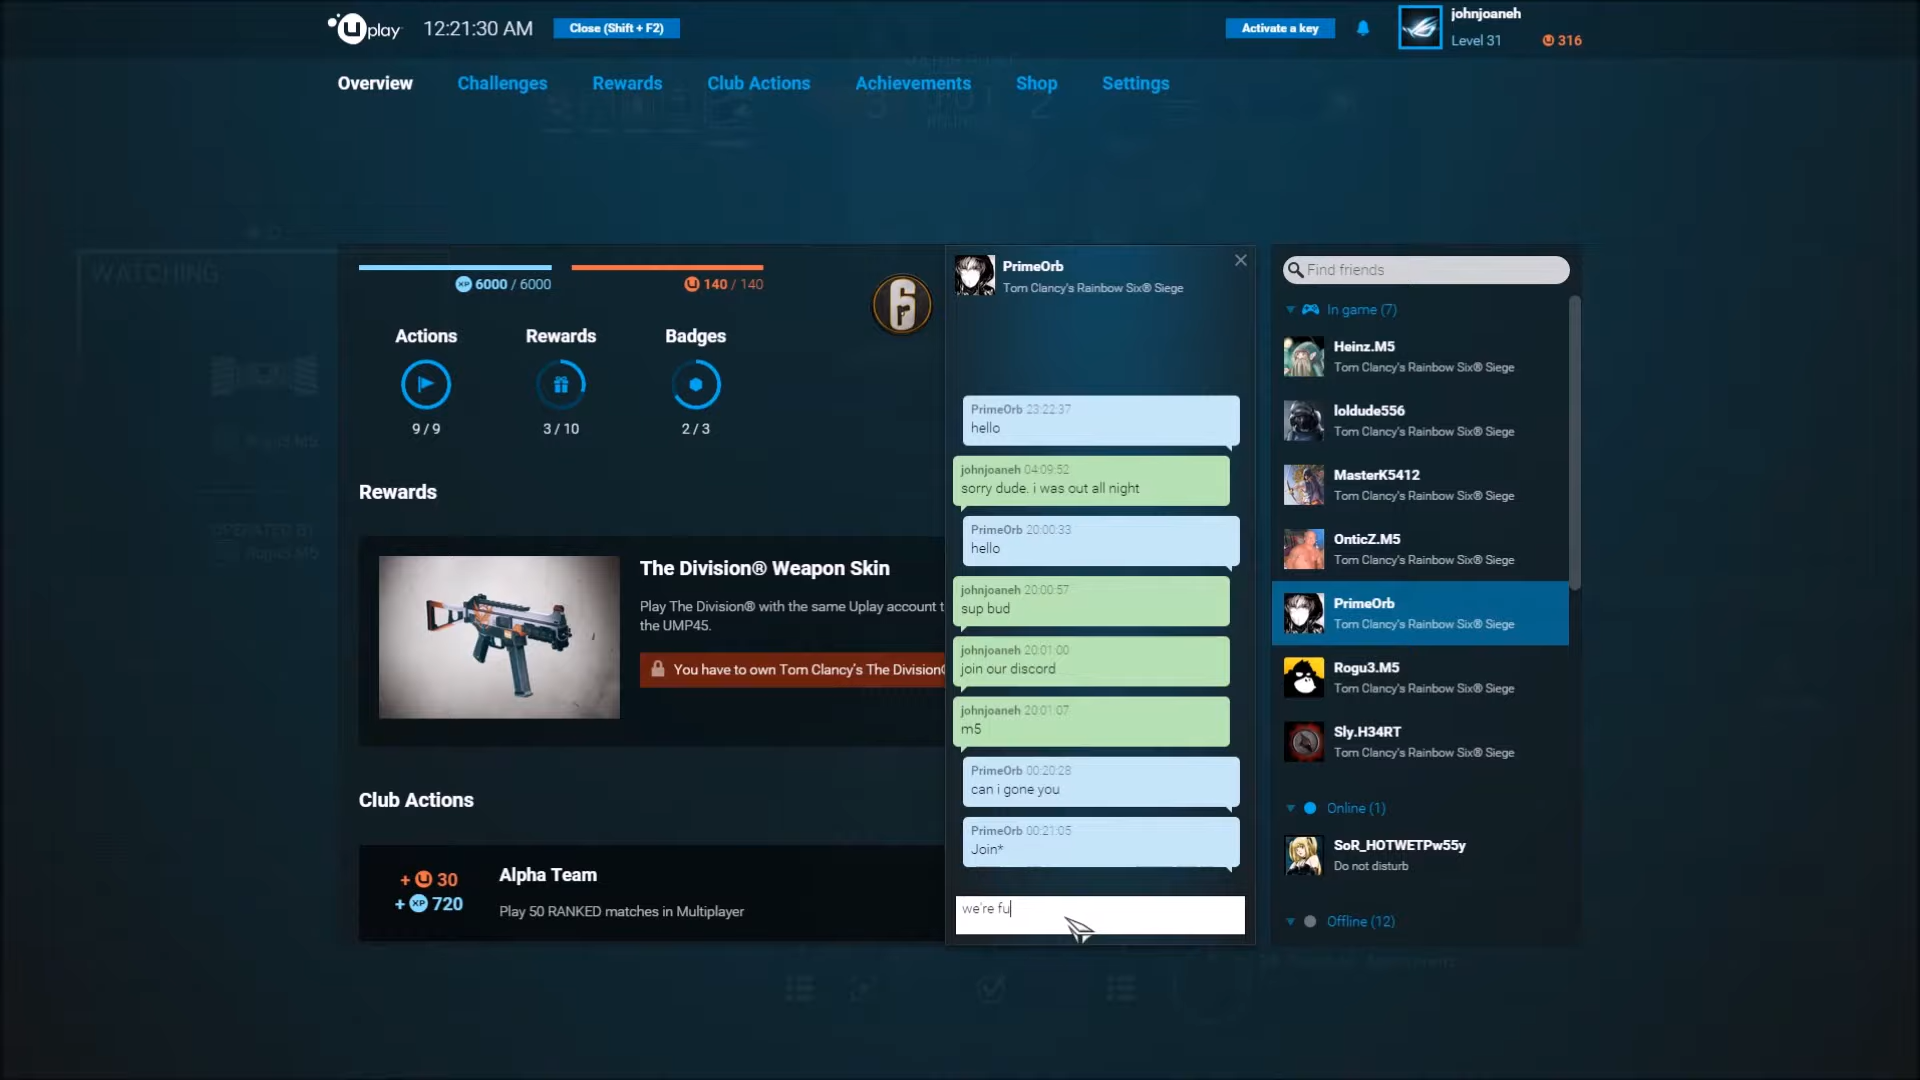 Uplay
12:21:30 AM
Close (Shift + F2)
Activate a key
johnjoaneh
Level 31
316
Overview
Challenges
Rewards
Club Actions
Achievements
Shop
Settings
WATCHING
6000 / 6000
140 / 140
Actions
Rewards
Badges
9 / 9
3 / 10
2 / 3
Rewards
The Division® Weapon Skin
Play The Division® with the same Uplay account t
the UMP45.
You have to own Tom Clancy's The Division®
Club Actions
+ 30
+ XP 720
Alpha Team
Play 50 RANKED matches in Multiplayer
OPERATED BY
Rogu3.M5
PrimeOrb
Tom Clancy's Rainbow Six® Siege
PrimeOrb 23:22:37
hello
johnjoaneh 04:09:52
sorry dude. i was out all night
PrimeOrb 20:00:33
hello
johnjoaneh 20:00:57
sup bud
johnjoaneh 20:01:00
join our discord
johnjoaneh 20:01:07
m5
PrimeOrb 00:20:28
can i gone you
PrimeOrb 00:21:05
Join*
we're fu
Find friends
In game (7)
Heinz.M5
Tom Clancy's Rainbow Six® Siege
loldude556
Tom Clancy's Rainbow Six® Siege
MasterK5412
Tom Clancy's Rainbow Six® Siege
OnticZ.M5
Tom Clancy's Rainbow Six® Siege
PrimeOrb
Tom Clancy's Rainbow Six® Siege
Rogu3.M5
Tom Clancy's Rainbow Six® Siege
Sly.H34RT
Tom Clancy's Rainbow Six® Siege
Online (1)
SoR_HOTWETPw55y
Do not disturb
Offline (12)